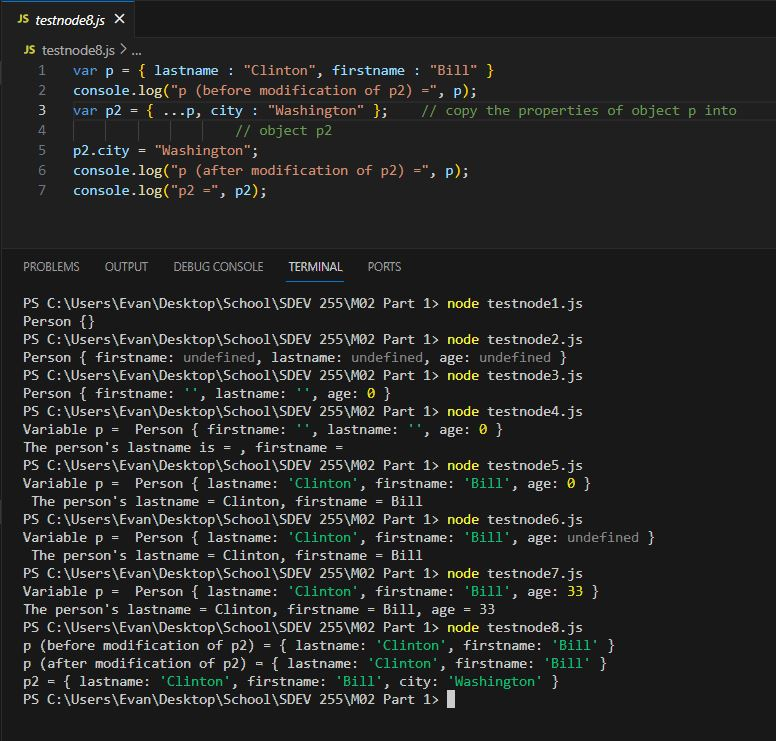 JS testnode8.js ×
JS testnode8.js > ...
1 var p = { lastname : "Clinton", firstname : "Bill" }
2 console.log("p (before modification of p2) =", p);
3 var p2 = { ...p, city : "Washington" };    // copy the properties of object p into
4                     // object p2
5 p2.city = "Washington";
6 console.log("p (after modification of p2) =", p);
7 console.log("p2 =", p2);
PROBLEMS OUTPUT DEBUG CONSOLE TERMINAL PORTS
PS C:\Users\Evan\Desktop\School\SDEV 255\M02 Part 1> node testnode1.js
Person {}
PS C:\Users\Evan\Desktop\School\SDEV 255\M02 Part 1> node testnode2.js
Person { firstname: undefined, lastname: undefined, age: undefined }
PS C:\Users\Evan\Desktop\School\SDEV 255\M02 Part 1> node testnode3.js
Person { firstname: '', lastname: '', age: 0 }
PS C:\Users\Evan\Desktop\School\SDEV 255\M02 Part 1> node testnode4.js
Variable p =  Person { firstname: '', lastname: '', age: 0 }
The person's lastname is = , firstname =
PS C:\Users\Evan\Desktop\School\SDEV 255\M02 Part 1> node testnode5.js
Variable p =  Person { lastname: 'Clinton', firstname: 'Bill', age: 0 }
 The person's lastname = Clinton, firstname = Bill
PS C:\Users\Evan\Desktop\School\SDEV 255\M02 Part 1> node testnode6.js
Variable p =  Person { lastname: 'Clinton', firstname: 'Bill', age: undefined }
 The person's lastname = Clinton, firstname = Bill
PS C:\Users\Evan\Desktop\School\SDEV 255\M02 Part 1> node testnode7.js
Variable p =  Person { lastname: 'Clinton', firstname: 'Bill', age: 33 }
The person's lastname = Clinton, firstname = Bill, age = 33
PS C:\Users\Evan\Desktop\School\SDEV 255\M02 Part 1> node testnode8.js
p (before modification of p2) = { lastname: 'Clinton', firstname: 'Bill' }
p (after modification of p2) = { lastname: 'Clinton', firstname: 'Bill' }
p2 = { lastname: 'Clinton', firstname: 'Bill', city: 'Washington' }
PS C:\Users\Evan\Desktop\School\SDEV 255\M02 Part 1>